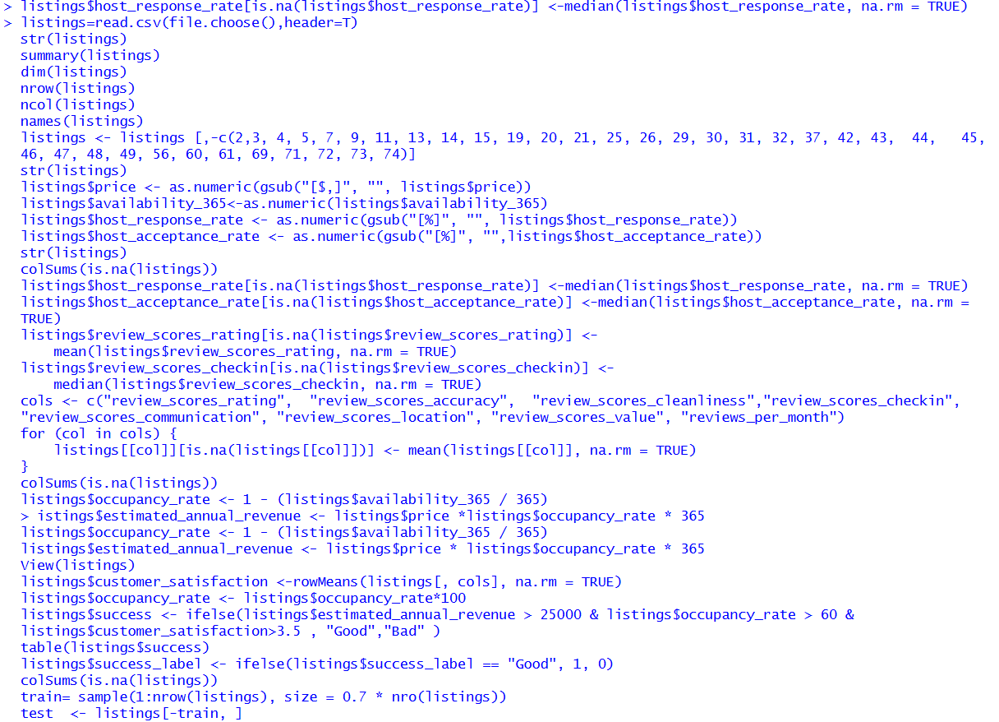 > listings$host_response_rate[is.na(listings$host_response_rate)] <-median(listings$host_response_rate, na.rm = TRUE)
> listings=read.csv(file.choose(),header=T)
str(listings)
summary(listings)
dim(listings)
nrow(listings)
ncol(listings)
names(listings)
listings <- listings [,-c(2,3, 4, 5, 7, 9, 11, 13, 14, 15, 19, 20, 21, 25, 26, 29, 30, 31, 32, 37, 42, 43,  44,   45,
46, 47, 48, 49, 56, 60, 61, 69, 71, 72, 73, 74)]
str(listings)
listings$price <- as.numeric(gsub("[$,]", "", listings$price))
listings$availability_365<-as.numeric(listings$availability_365)
listings$host_response_rate <- as.numeric(gsub("[%]", "", listings$host_response_rate))
listings$host_acceptance_rate <- as.numeric(gsub("[%]", "",listings$host_acceptance_rate))
str(listings)
colSums(is.na(listings))
listings$host_response_rate[is.na(listings$host_response_rate)] <-median(listings$host_response_rate, na.rm = TRUE)
listings$host_acceptance_rate[is.na(listings$host_acceptance_rate)] <-median(listings$host_acceptance_rate, na.rm =
TRUE)
listings$review_scores_rating[is.na(listings$review_scores_rating)] <-
    mean(listings$review_scores_rating, na.rm = TRUE)
listings$review_scores_checkin[is.na(listings$review_scores_checkin)] <-
    median(listings$review_scores_checkin, na.rm = TRUE)
cols <- c("review_scores_rating",  "review_scores_accuracy",  "review_scores_cleanliness","review_scores_checkin",
"review_scores_communication", "review_scores_location", "review_scores_value", "reviews_per_month")
for (col in cols) {
    listings[[col]][is.na(listings[[col]])] <- mean(listings[[col]], na.rm = TRUE)
}
colSums(is.na(listings))
listings$occupancy_rate <- 1 - (listings$availability_365 / 365)
> istings$estimated_annual_revenue <- listings$price *listings$occupancy_rate * 365
listings$occupancy_rate <- 1 - (listings$availability_365 / 365)
listings$estimated_annual_revenue <- listings$price * listings$occupancy_rate * 365
View(listings)
listings$customer_satisfaction <-rowMeans(listings[, cols], na.rm = TRUE)
listings$occupancy_rate <- listings$occupancy_rate*100
listings$success <- ifelse(listings$estimated_annual_revenue > 25000 & listings$occupancy_rate > 60 &
listings$customer_satisfaction>3.5 , "Good","Bad" )
table(listings$success)
listings$success_label <- ifelse(listings$success_label == "Good", 1, 0)
colSums(is.na(listings))
train= sample(1:nrow(listings), size = 0.7 * nro(listings))
test  <- listings[-train, ]